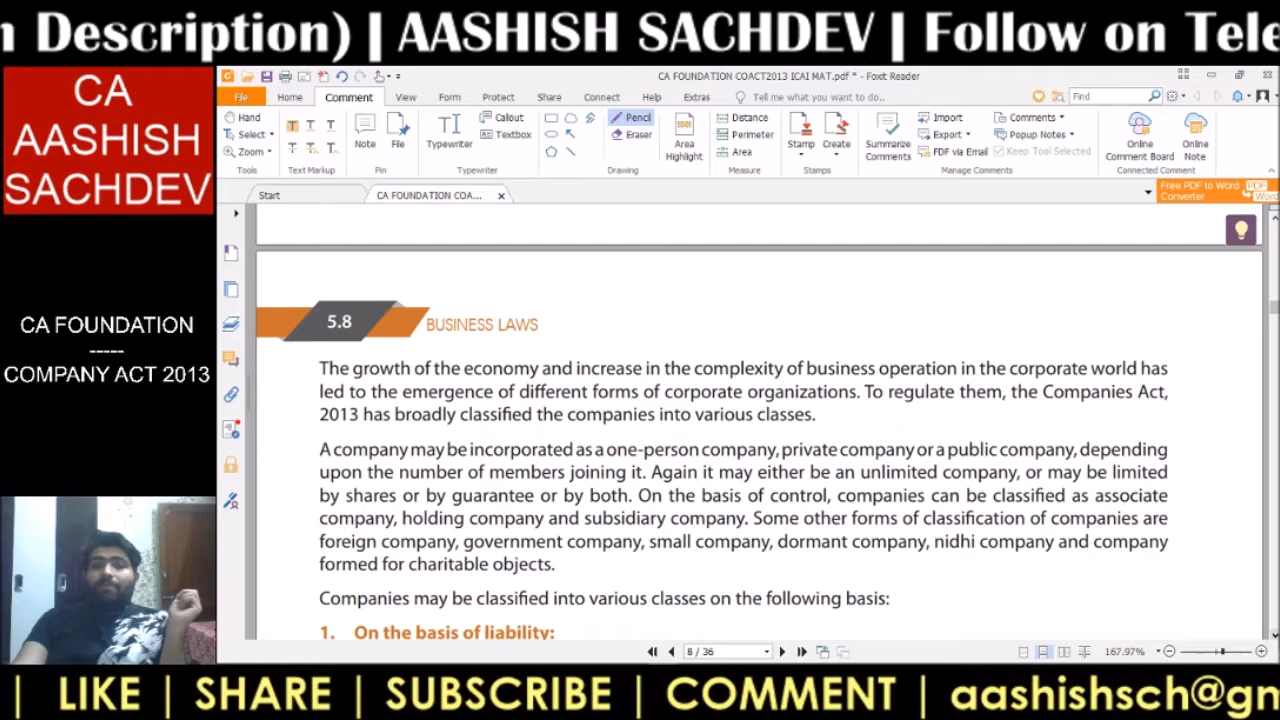 n Description) | AASHISH SACHDEV | Follow on Tele
CA
AASHISH
SACHDEV
CA FOUNDATION
-----
COMPANY ACT 2013
CA FOUNDATION COACT2013 ICAI MAT.pdf * - Foxit Reader
File Home Comment View Form Protect Share Connect Help Extras Tell me what you want to do.. Find
Hand
Select
Zoom
Tools
Text Markup
Note
File
Pin
Typewriter
Callout
Textbox
Typewriter
Pencil
Eraser
Drawing
Area
Highlight
Distance
Perimeter
Area
Measure
Stamp
Create
Stamps
Summarize
Comments
Import
Export
FDF via Email
Comments
Popup Notes
Keep Tool Selected
Manage Comments
Online
Comment Board
Online
Note
Connected Comment
Start
CA FOUNDATION COA...
Free PDF to Word
Converter
PDF
Word
5.8
BUSINESS LAWS
The growth of the economy and increase in the complexity of business operation in the corporate world has
led to the emergence of different forms of corporate organizations. To regulate them, the Companies Act,
2013 has broadly classified the companies into various classes.
A company may be incorporated as a one-person company, private company or a public company, depending
upon the number of members joining it. Again it may either be an unlimited company, or may be limited
by shares or by guarantee or by both. On the basis of control, companies can be classified as associate
company, holding company and subsidiary company. Some other forms of classification of companies are
foreign company, government company, small company, dormant company, nidhi company and company
formed for charitable objects.
Companies may be classified into various classes on the following basis:
1. On the basis of liability:
8 / 36
167.97%
| LIKE | SHARE | SUBSCRIBE | COMMENT | aashishsch@gn